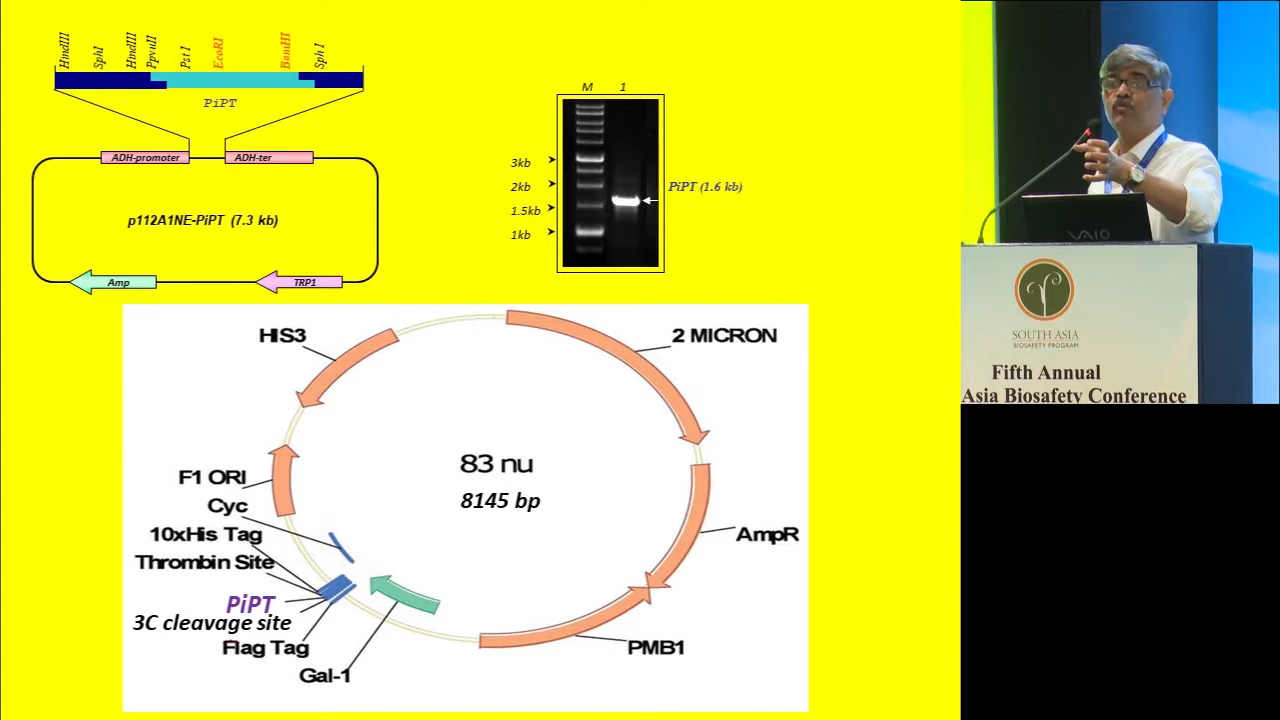 HindIII SphI HindIII PpvuII Pst I EcoRI BamHI Sph I
PiPT
ADH-promoter ADH-ter
p112A1NE-PiPT (7.3 kb)
Amp TRP1
M 1
3kb
2kb
1.5kb
1kb
PiPT (1.6 kb)
HIS3
2 MICRON
F1 ORI
83 nu
8145 bp
Cyc
10xHis Tag
Thrombin Site
AmpR
PiPT
3C cleavage site
Flag Tag
PMB1
Gal-1
VAIO
SOUTH ASIA
BIOSAFETY PROGRAM
Fifth Annual
Asia Biosafety Conference